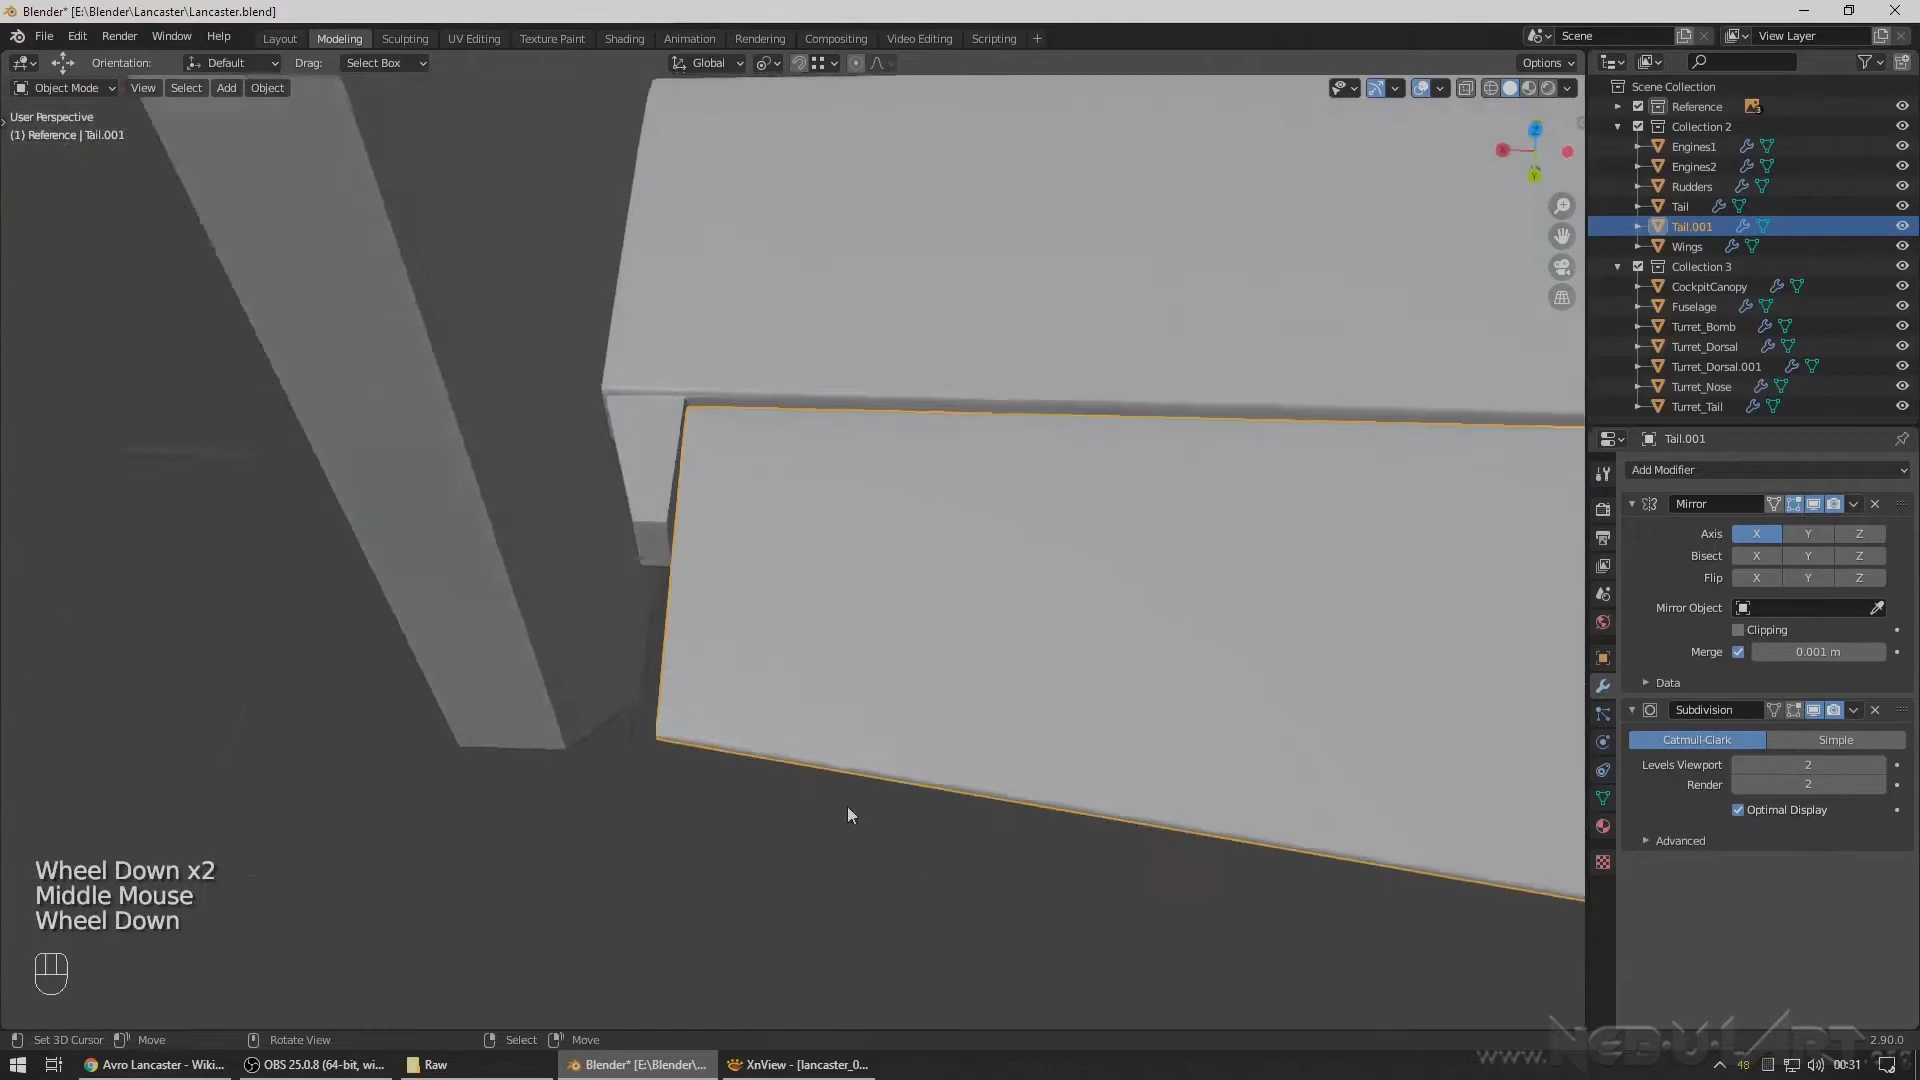 Blender* [E:\Blender\Lancaster\Lancaster.blend]
File Edit Render Window Help Layout Modeling Sculpting UV Editing Texture Paint Shading Animation Rendering Compositing Video Editing Scripting + Scene View Layer
Orientation: Default Drag: Select Box Global Options
Object Mode View Select Add Object
User Perspective
(1) Reference | Tail.001
Scene Collection
Reference 3
Collection 2
Engines1
Engines2
Rudders
Tail
Tail.001
Wings
Collection 3
CockpitCanopy
Fuselage
Turret_Bomb
Turret_Dorsal
Turret_Dorsal.001
Turret_Nose
Turret_Tail
Tail.001
Add Modifier
Mirror
Axis X Y Z
Bisect X Y Z
Flip X Y Z
Mirror Object
Clipping
Merge 0.001 m
Data
Subdivision
Catmull-Clark Simple
Levels Viewport 2
Render 2
Optimal Display
Advanced
Wheel Down x2
Middle Mouse
Wheel Down
Set 3D Cursor Move Rotate View Select Move 2.90.0
Avro Lancaster - Wiki... OBS 25.0.8 (64-bit, wi... Raw Blender* [E:\Blender\... XnView - [lancaster_0... 48 00:31